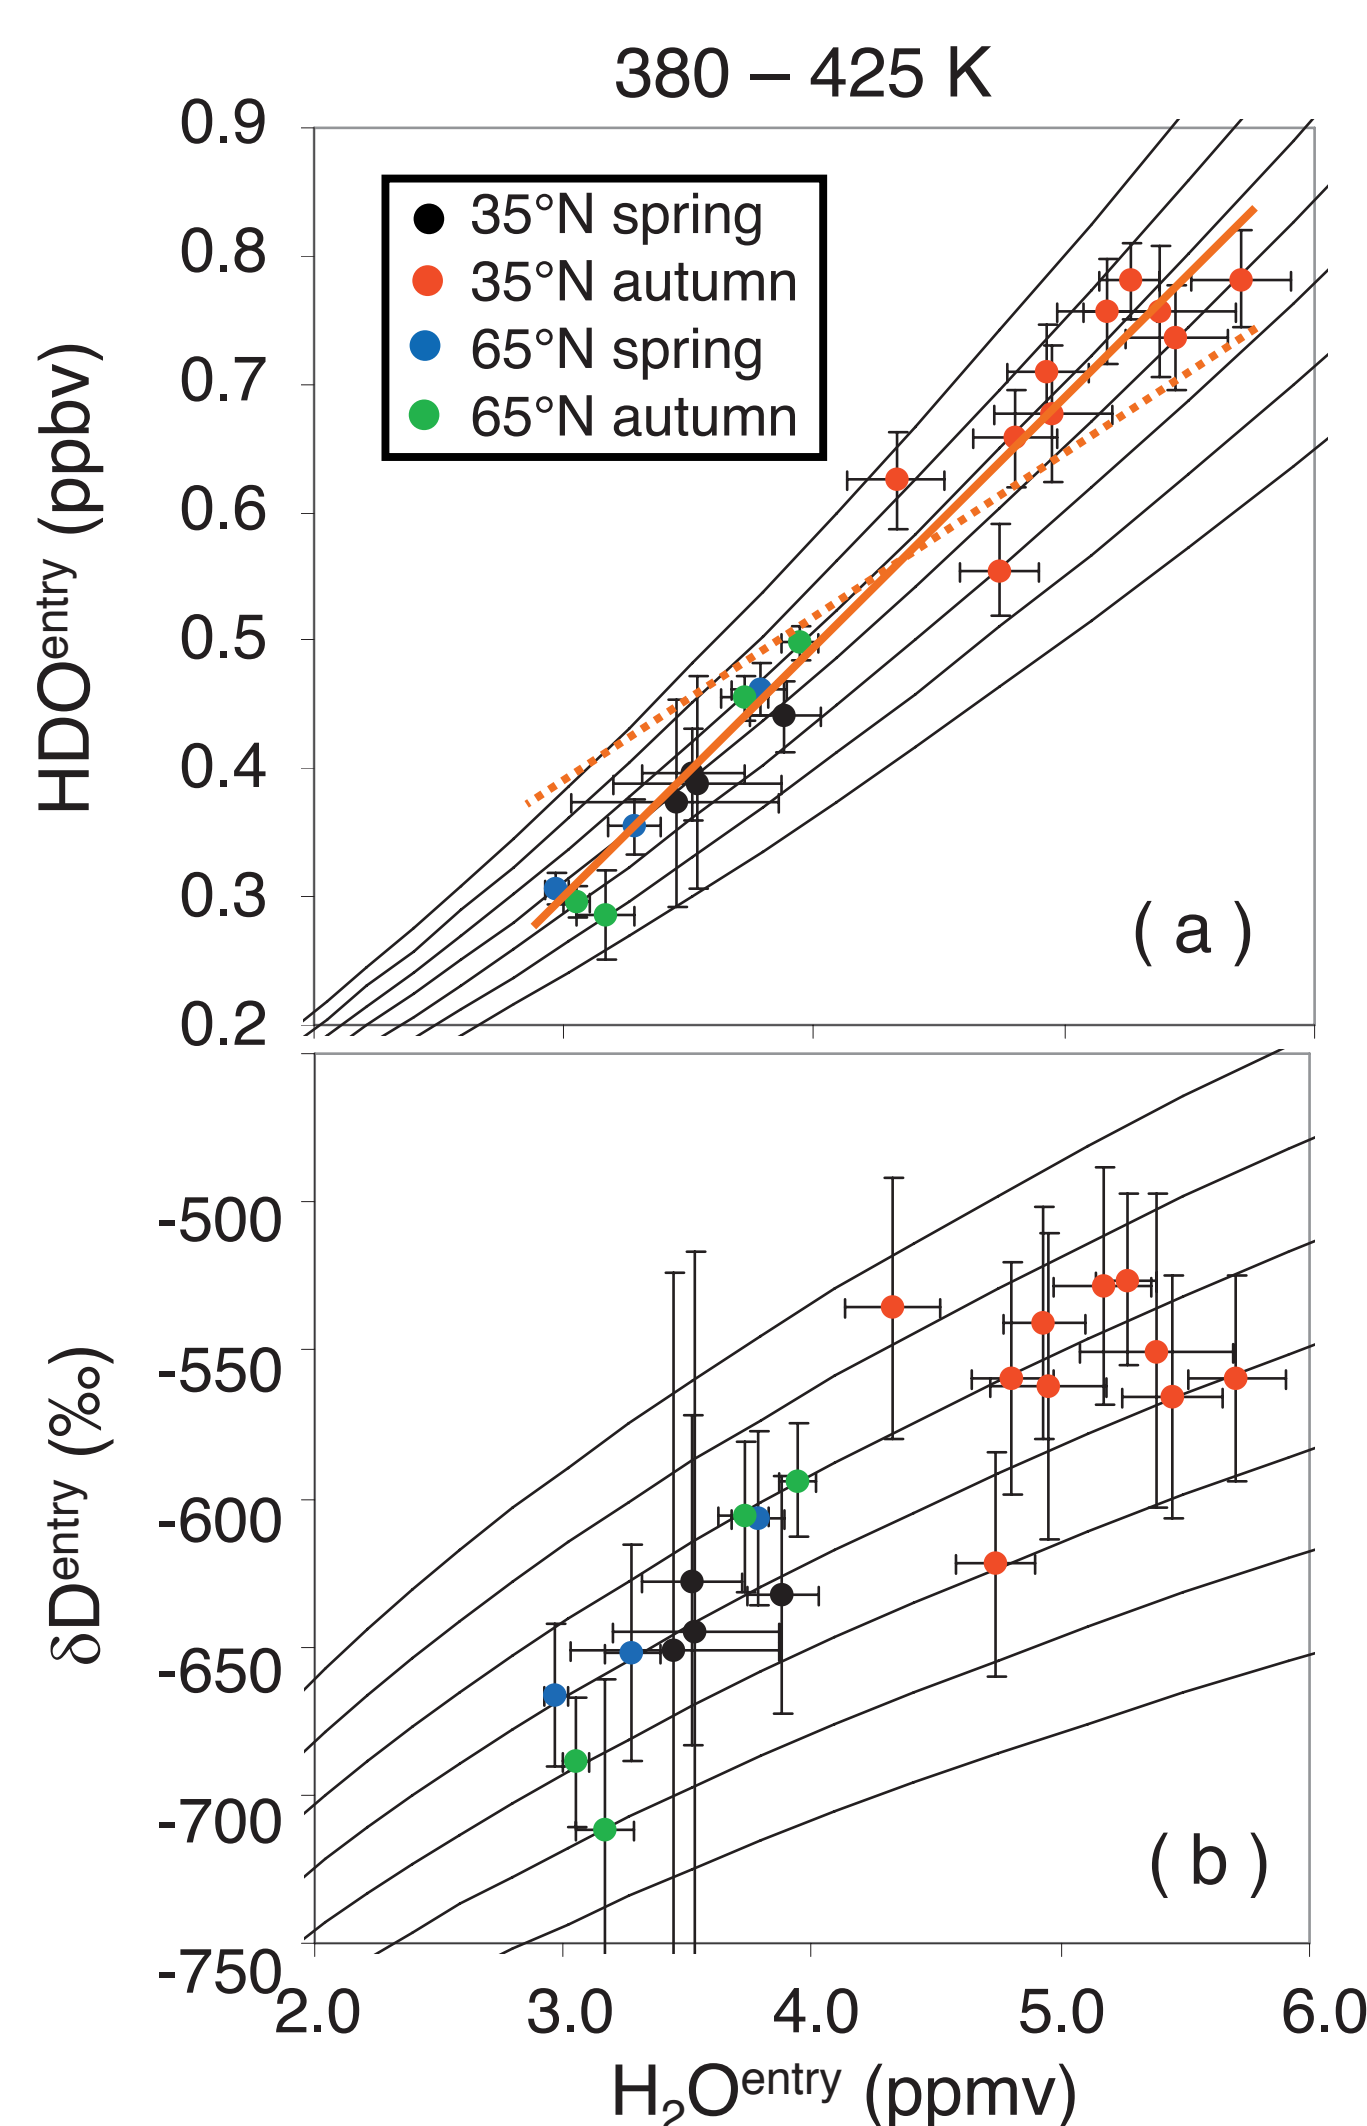 380 – 425 K
0.9
0.8
0.7
0.6
0.5
0.4
0.3
0.2
HDOentry (ppbv)
35°N spring
35°N autumn
65°N spring
65°N autumn
( a )
-500
-550
-600
-650
-700
-750
δDentry (‰)
( b )
2.0 3.0 4.0 5.0 6.0
H2Oentry (ppmv)